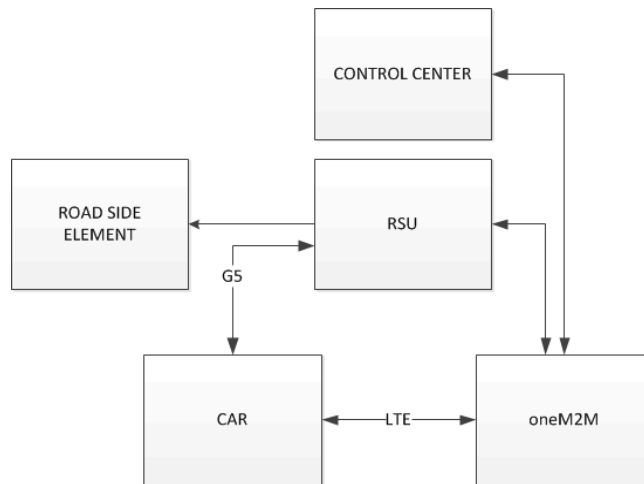 CONTROL CENTER
ROAD SIDE
ELEMENT
RSU
G5
CAR
LTE
oneM2M